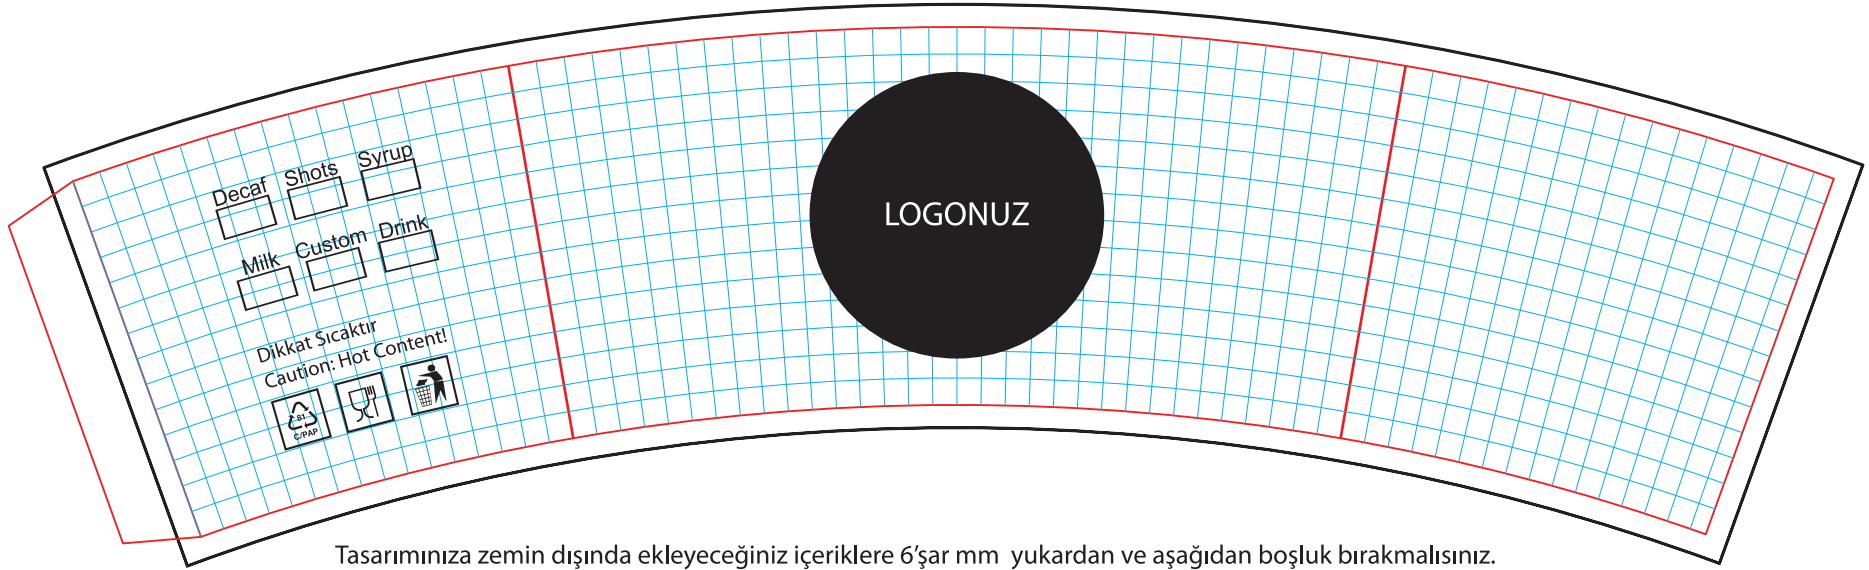 Decaf Shots Syrup
Milk Custom Drink
Dikkat Sıcaktır
Caution: Hot Content!
81
C/PAP
LOGONUZ
Tasarımınıza zemin dışında ekleyeceğiniz içeriklere 6’şar mm yukardan ve aşağıdan boşluk bırakmalısınız.